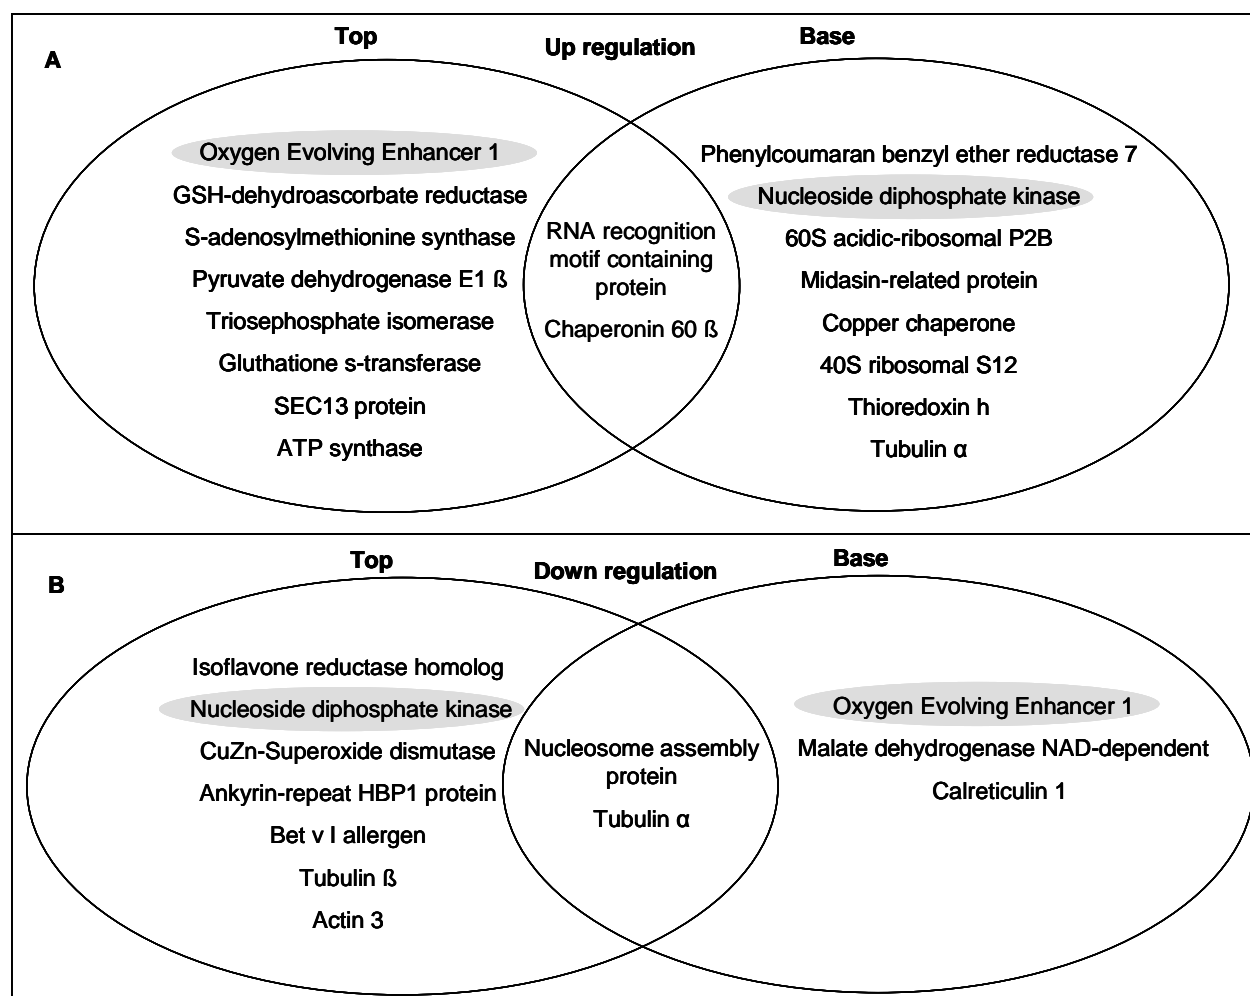 A
Top
Up regulation
Base
Oxygen Evolving Enhancer 1
GSH-dehydroascorbate reductase
S-adenosylmethionine synthase
Pyruvate dehydrogenase E1 ß
Triosephosphate isomerase
Gluthatione s-transferase
SEC13 protein
ATP synthase
RNA recognition
motif containing
protein
Chaperonin 60 ß
Phenylcoumaran benzyl ether reductase 7
Nucleoside diphosphate kinase
60S acidic-ribosomal P2B
Midasin-related protein
Copper chaperone
40S ribosomal S12
Thioredoxin h
Tubulin α
B
Top
Down regulation
Base
Isoflavone reductase homolog
Nucleoside diphosphate kinase
CuZn-Superoxide dismutase
Ankyrin-repeat HBP1 protein
Bet v I allergen
Tubulin ß
Actin 3
Nucleosome assembly
protein
Tubulin α
Oxygen Evolving Enhancer 1
Malate dehydrogenase NAD-dependent
Calreticulin 1